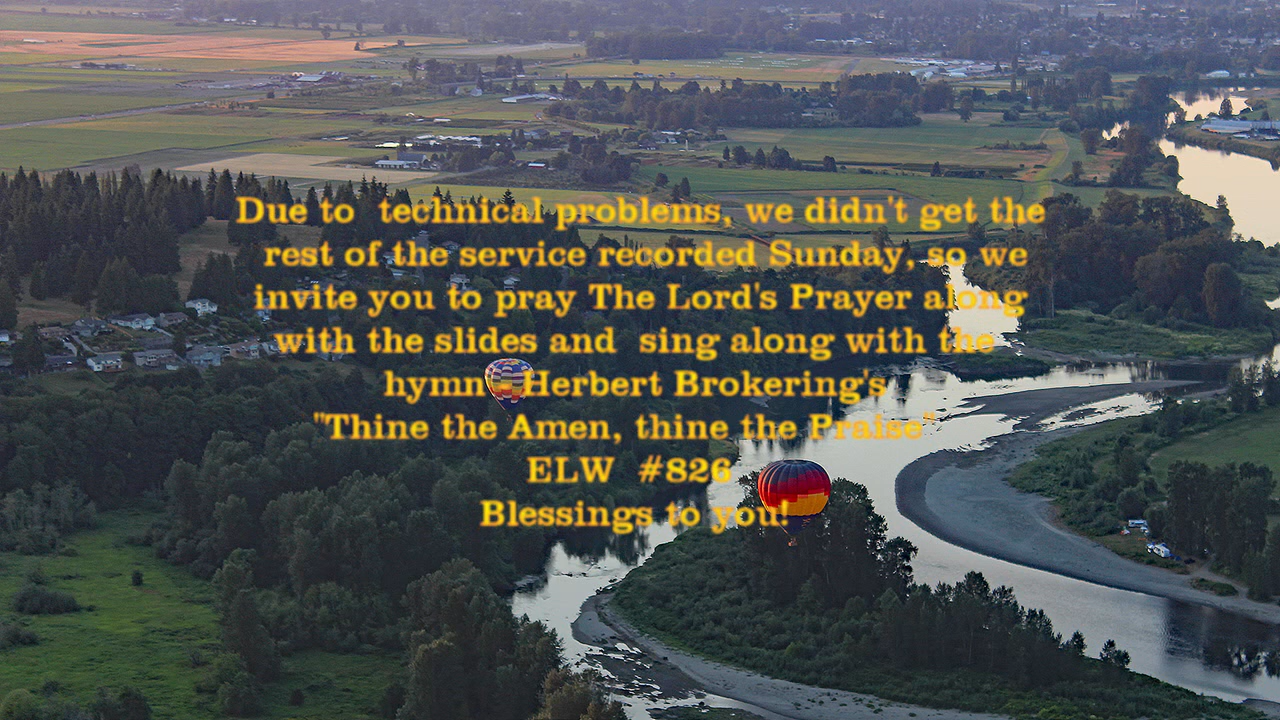 Due to technical problems, we didn't get the
rest of the service recorded Sunday, so we
invite you to pray The Lord's Prayer along
with the slides and sing along with the
hymn Herbert Brokering's
"Thine the Amen, thine the Praise"
ELW #826
Blessings to you!